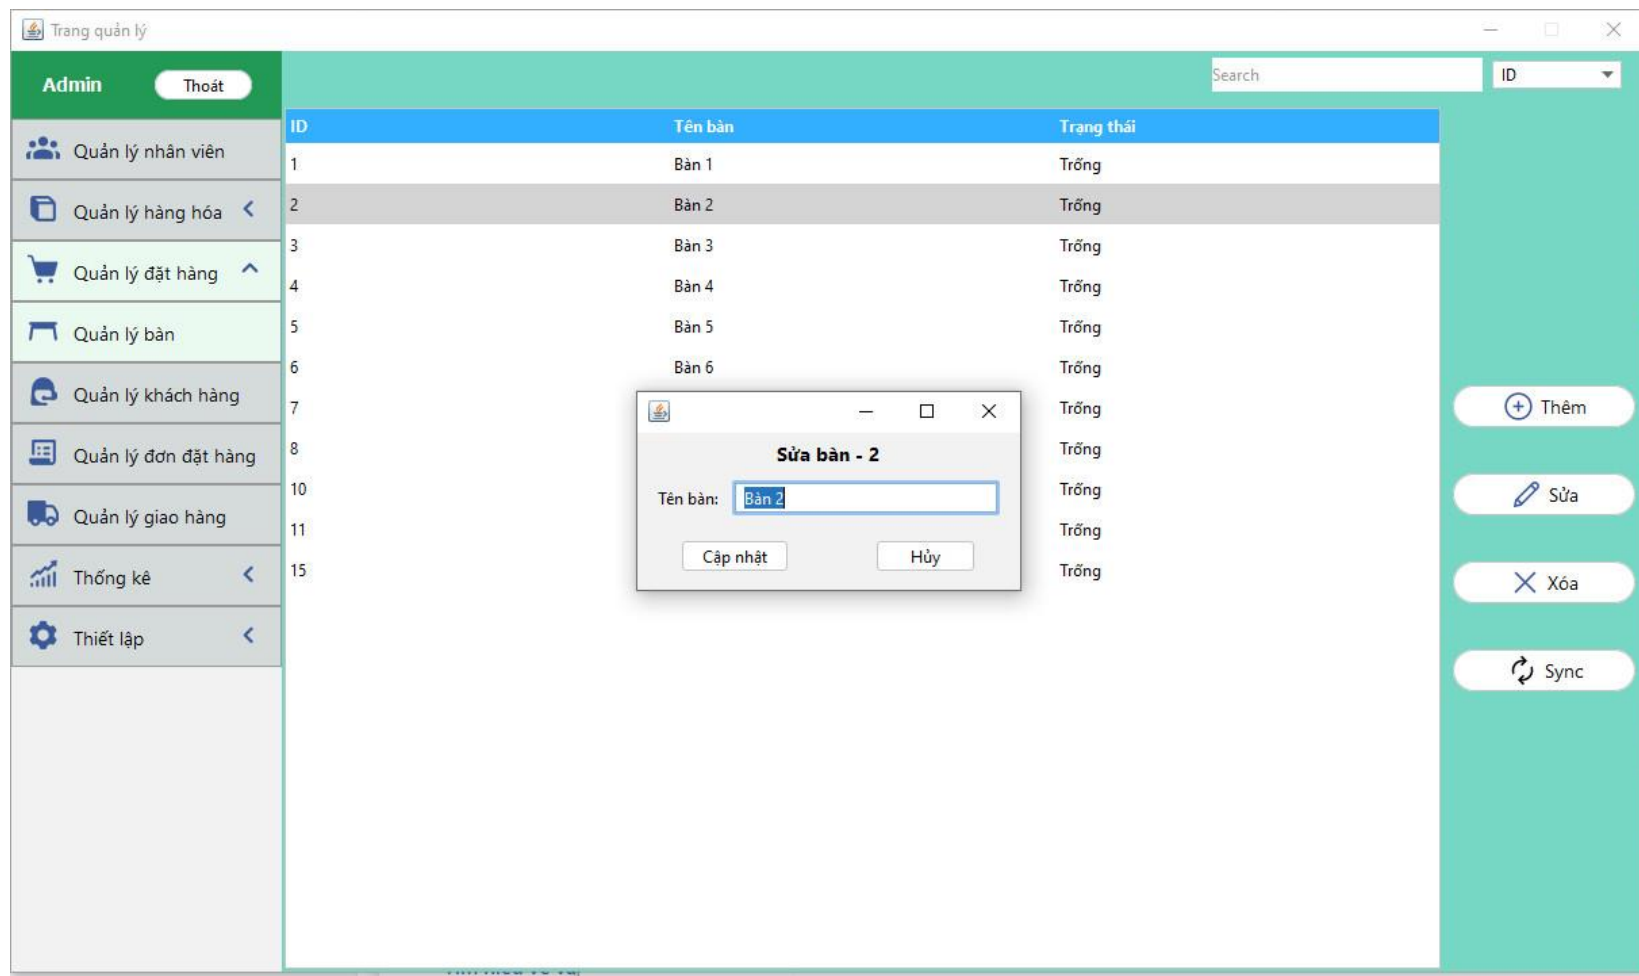 Trang quản lý
Admin
Thoát
Search
ID
Quản lý nhân viên
Quản lý hàng hóa
Quản lý đặt hàng
Quản lý bàn
Quản lý khách hàng
Quản lý đơn đặt hàng
Quản lý giao hàng
Thống kê
Thiết lập
ID Tên bàn Trạng thái
1 Bàn 1 Trống
2 Bàn 2 Trống
3 Bàn 3 Trống
4 Bàn 4 Trống
5 Bàn 5 Trống
6 Bàn 6 Trống
7 Trống
8 Trống
10 Trống
11 Trống
15 Trống
Sửa bàn - 2
Tên bàn: Bàn 2
Cập nhật Hủy
Thêm
Sửa
Xóa
Sync